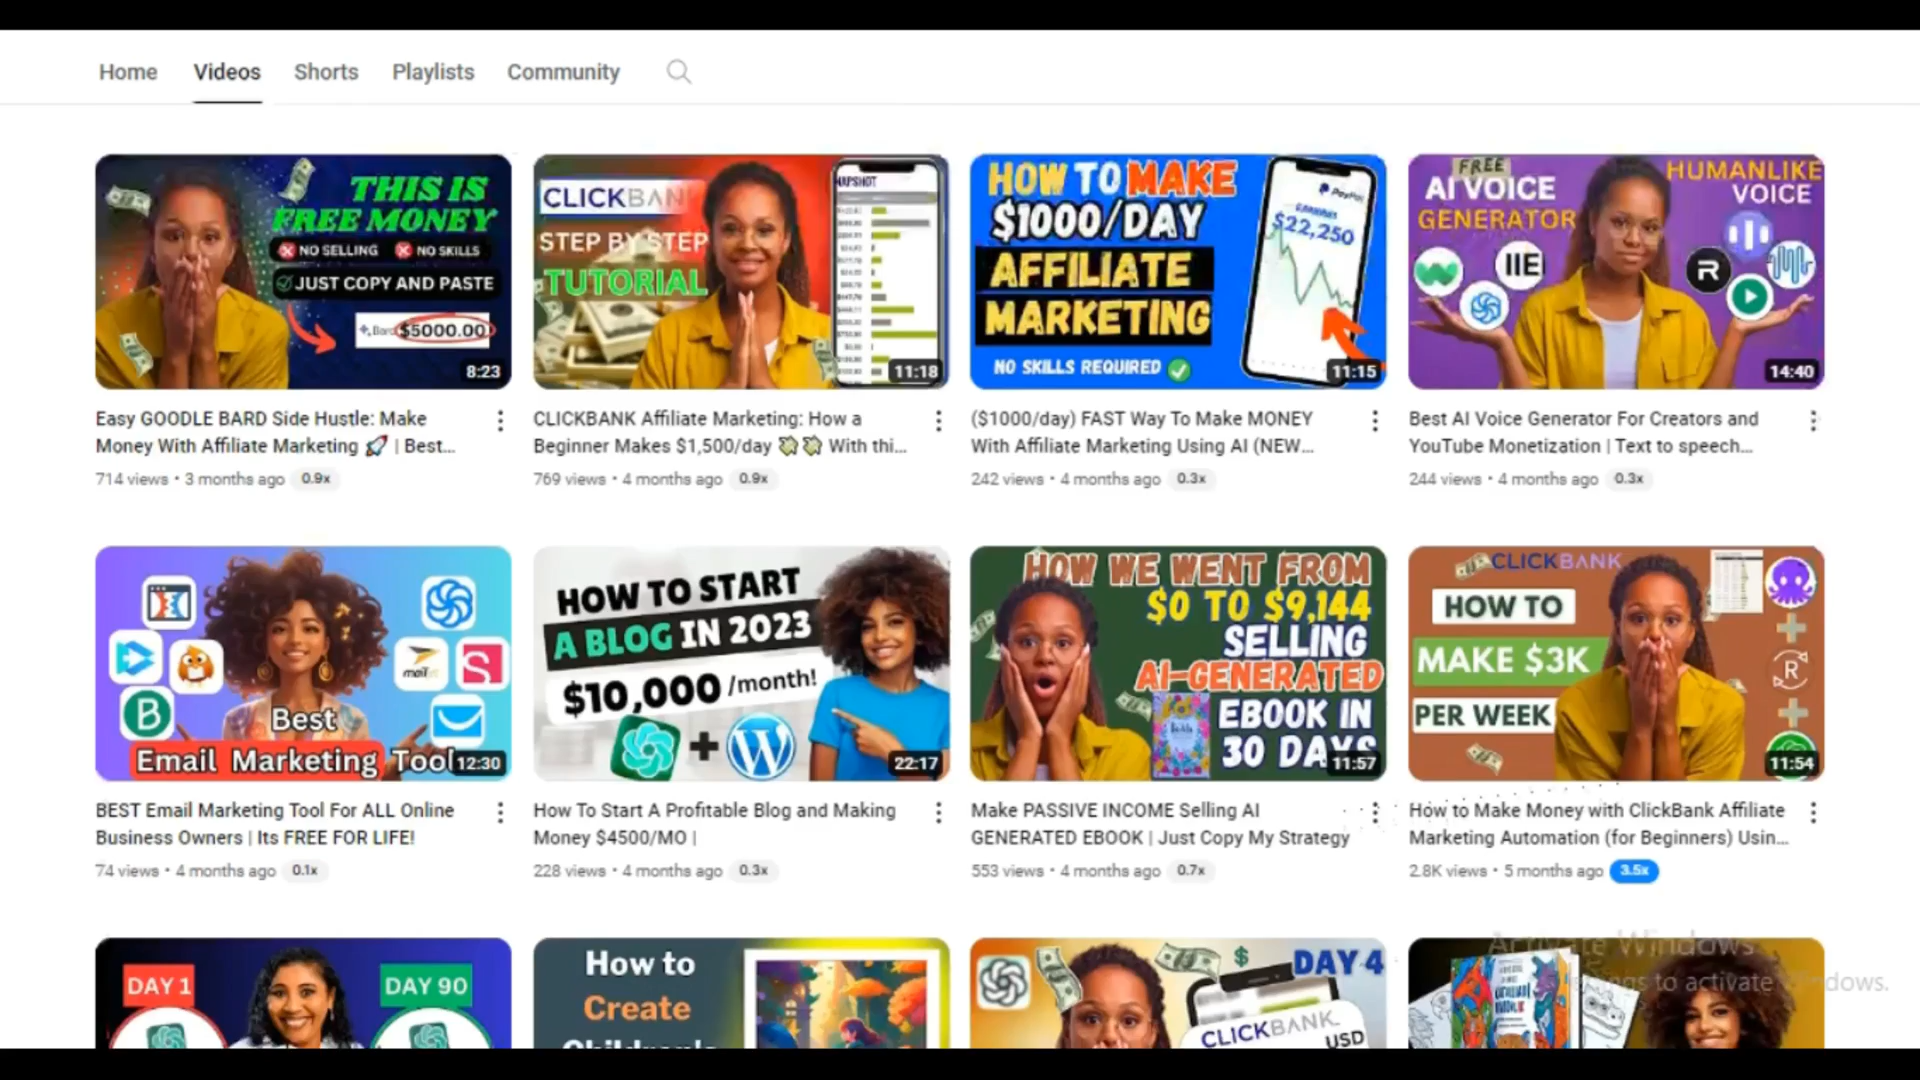 Home Videos Shorts Playlists Community
THIS IS
FREE MONEY
NO SELLING NO SKILLS
JUST COPY AND PASTE
Bard $5000.00
8:23
CLICKBANK
STEP BY STEP
TUTORIAL
11:18
HOW TO MAKE
$1000/DAY
AFFILIATE
MARKETING
NO SKILLS REQUIRED
PayPal
$22,250
11:15
FREE
AI VOICE
GENERATOR
HUMANLIKE
VOICE
IIE
R
14:40
Easy GOODLE BARD Side Hustle: Make
Money With Affiliate Marketing 🚀 | Best...
714 views • 3 months ago 0.9x
CLICKBANK Affiliate Marketing: How a
Beginner Makes $1,500/day 💸 💸 With thi...
769 views • 4 months ago 0.9x
($1000/day) FAST Way To Make MONEY
With Affiliate Marketing Using AI (NEW...
242 views • 4 months ago 0.3x
Best AI Voice Generator For Creators and
YouTube Monetization | Text to speech...
244 views • 4 months ago 0.3x
B
Best
Email Marketing Tool
12:30
HOW TO START
A BLOG IN 2023
$10,000 /month!
22:17
HOW WE WENT FROM
$0 TO $9,144
SELLING
AI-GENERATED
EBOOK IN
30 DAYS
11:57
CLICKBANK
HOW TO
MAKE $3K
PER WEEK
R
11:54
BEST Email Marketing Tool For ALL Online
Business Owners | Its FREE FOR LIFE!
74 views • 4 months ago 0.1x
How To Start A Profitable Blog and Making
Money $4500/MO |
228 views • 4 months ago 0.3x
Make PASSIVE INCOME Selling AI
GENERATED EBOOK | Just Copy My Strategy
553 views • 4 months ago 0.7x
How to Make Money with ClickBank Affiliate
Marketing Automation (for Beginners) Usin...
2.8K views • 5 months ago 3.5x
DAY 1
DAY 90
How to
Create
Children's
DAY 4
CLICKBANK
USD
Activate Windows
to activate Windows.